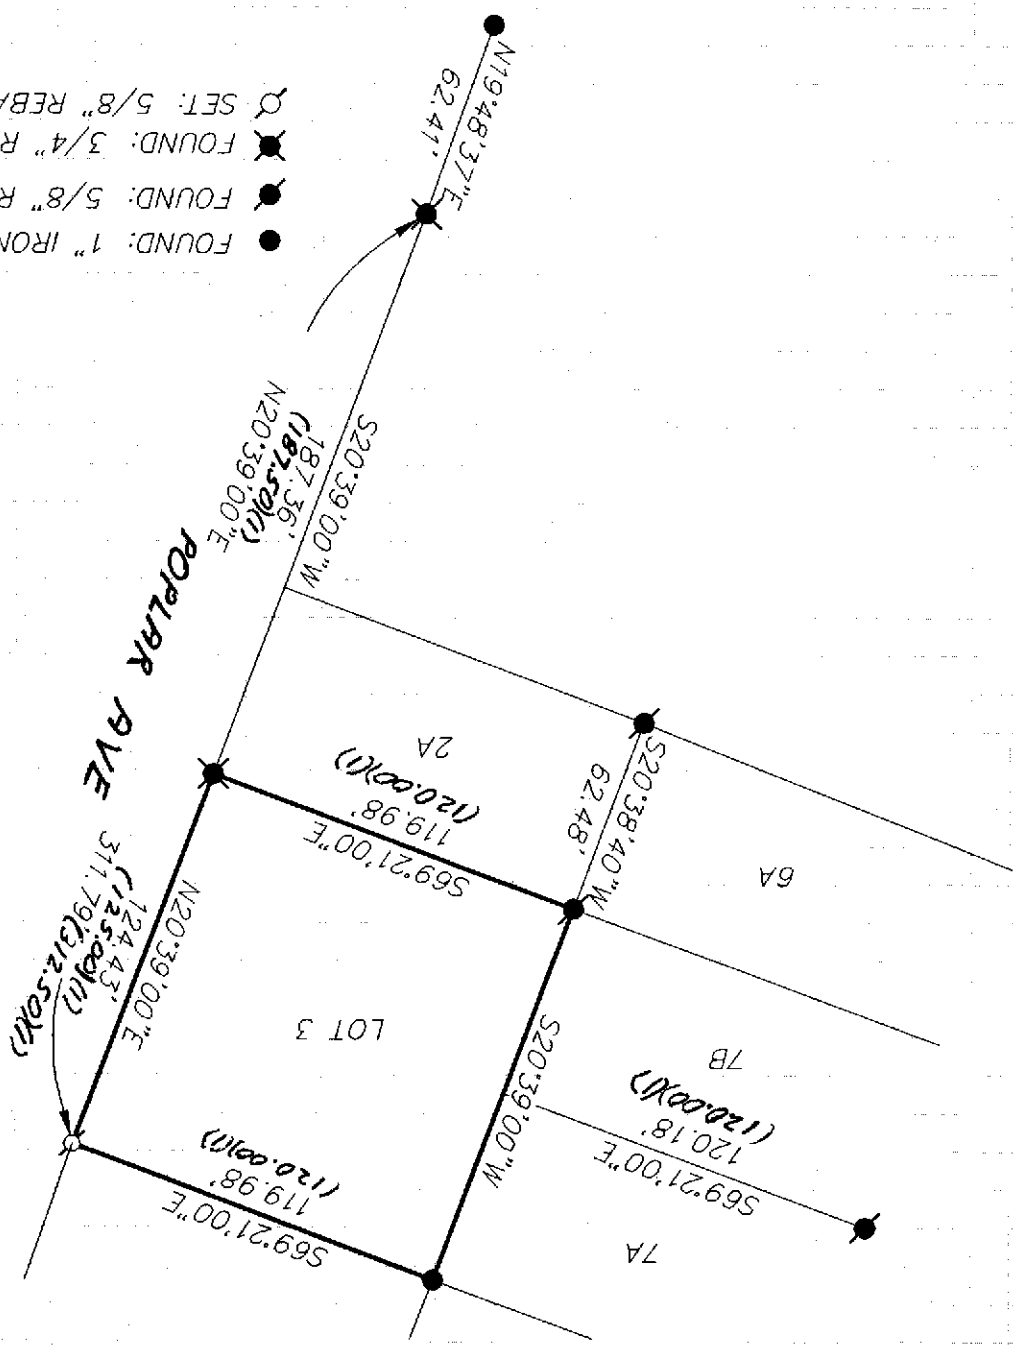 S69°21'00"E
119.98'
(120.00)(1)
7A
S69°21'00"E
120.18'
(120.00)(1)
7B
LOT 3
S20°39'00"W
N20°39'00"E
124.43'
(125.00)(1)
311.79'(312.50)(1)
6A
S69°21'00"E
119.98'
(120.00)(1)
2A
S20°38'40"W
62.48'
POPLAR AVE
S20°39'00"W
187.36'
(187.50)(1)
N20°39'00"E
FOUND: 1" IRON
FOUND: 5/8" R
FOUND: 3/4" R
SET: 5/8" REBA
N19°48'37"E
62.41'